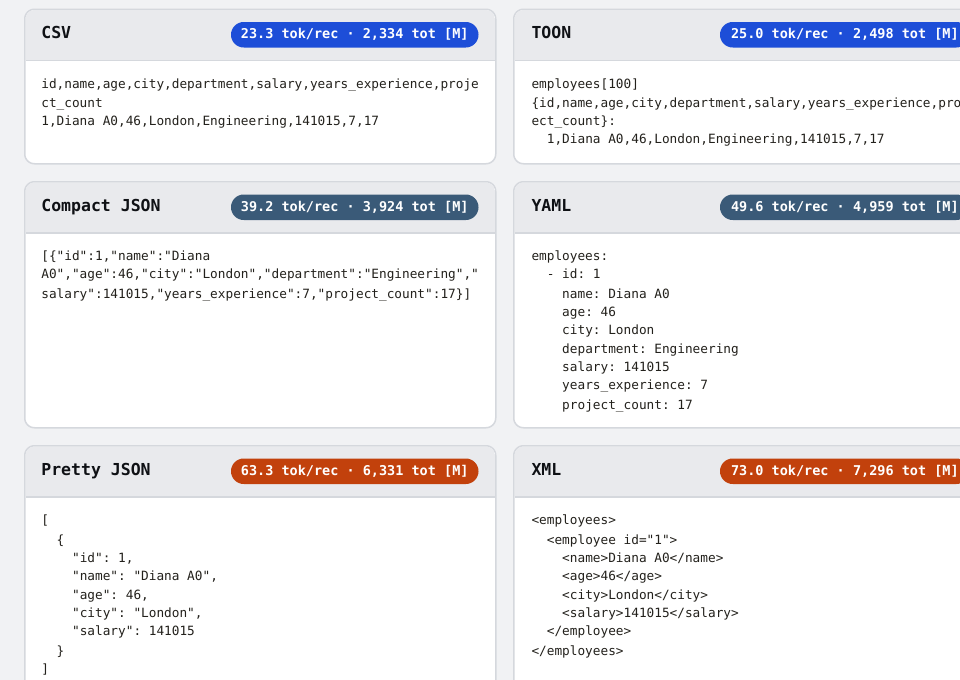 CSV
23.3 tok/rec · 2,334 tot [M]
id,name,age,city,department,salary,years_experience,proje
ct_count
1,Diana A0,46,London,Engineering,141015,7,17
TOON
25.0 tok/rec · 2,498 tot [M]
employees[100]
{id,name,age,city,department,salary,years_experience,pro
ect_count}:
  1,Diana A0,46,London,Engineering,141015,7,17
Compact JSON
39.2 tok/rec · 3,924 tot [M]
[{"id":1,"name":"Diana
A0","age":46,"city":"London","department":"Engineering","
salary":141015,"years_experience":7,"project_count":17}]
YAML
49.6 tok/rec · 4,959 tot [M]
employees:
  - id: 1
    name: Diana A0
    age: 46
    city: London
    department: Engineering
    salary: 141015
    years_experience: 7
    project_count: 17
Pretty JSON
63.3 tok/rec · 6,331 tot [M]
[
  {
    "id": 1,
    "name": "Diana A0",
    "age": 46,
    "city": "London",
    "salary": 141015
  }
]
XML
73.0 tok/rec · 7,296 tot [M]
<employees>
  <employee id="1">
    <name>Diana A0</name>
    <age>46</age>
    <city>London</city>
    <salary>141015</salary>
  </employee>
</employees>